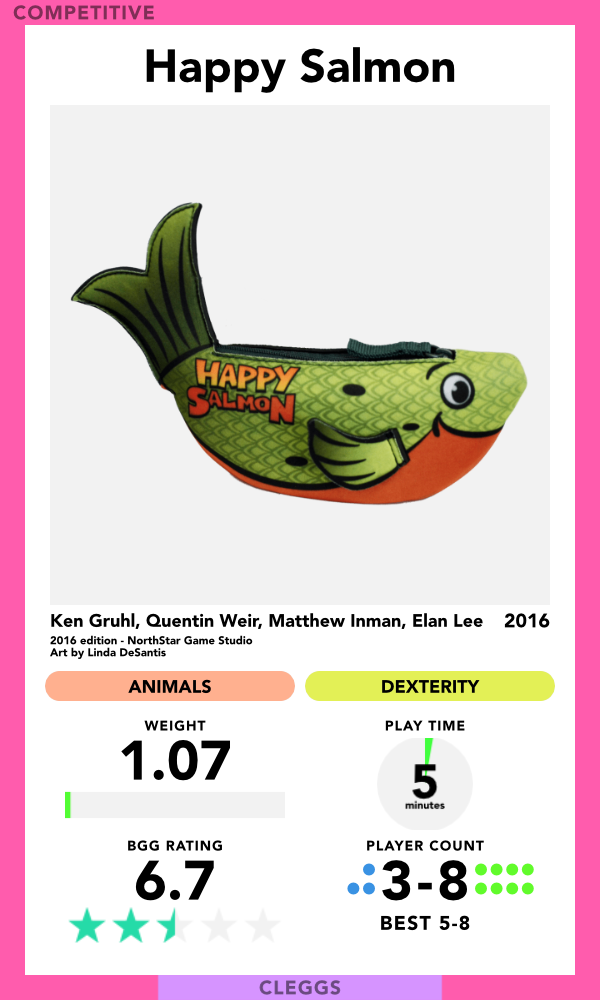 COMPETITIVE
Happy Salmon
HAPPY
SALMON
Ken Gruhl, Quentin Weir, Matthew Inman, Elan Lee 2016
2016 edition - NorthStar Game Studio
Art by Linda DeSantis
ANIMALS DEXTERITY
WEIGHT PLAY TIME
1.07 5
minutes
BGG RATING PLAYER COUNT
6.7 3-8
BEST 5-8
CLEGGS